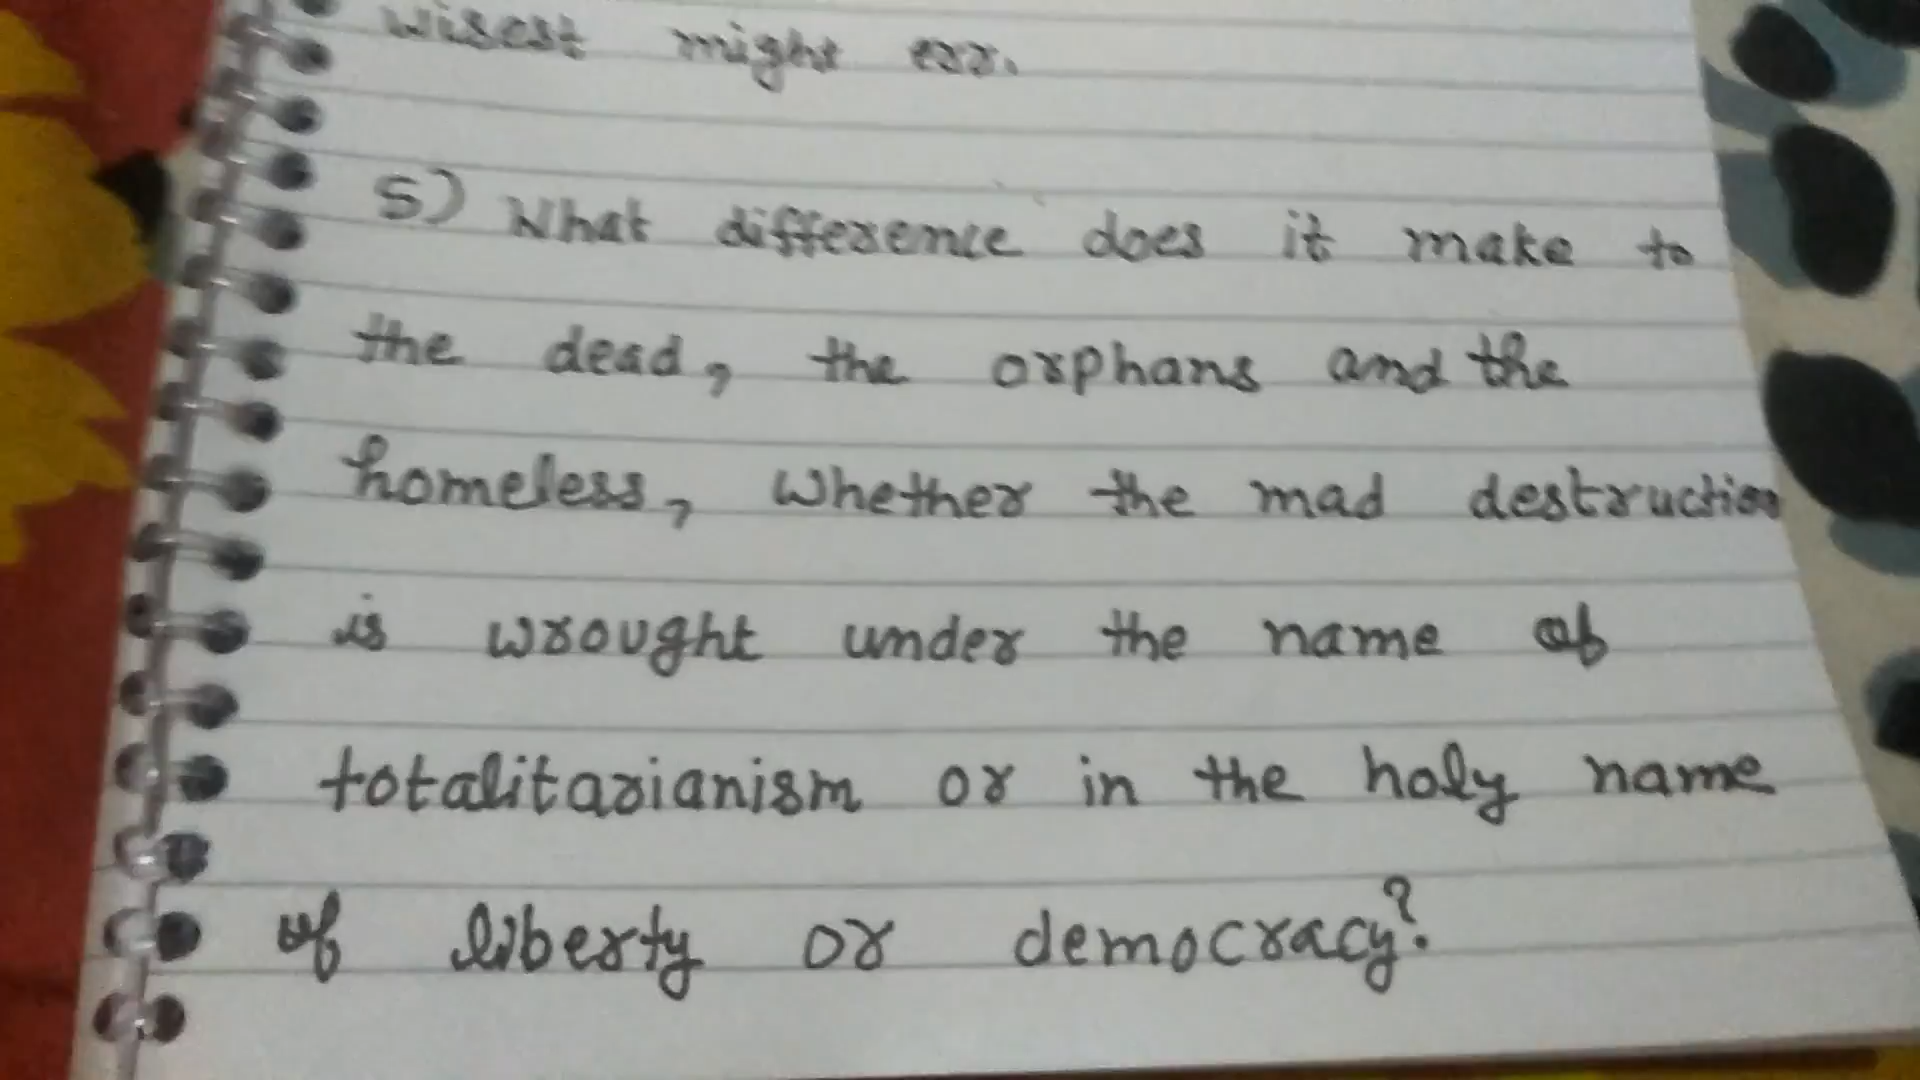 wisest might err.
5) What difference does it make to
the dead, the orphans and the
homeless, whether the mad destruction
is wrought under the name of
totalitarianism or in the holy name
of liberty or democracy?